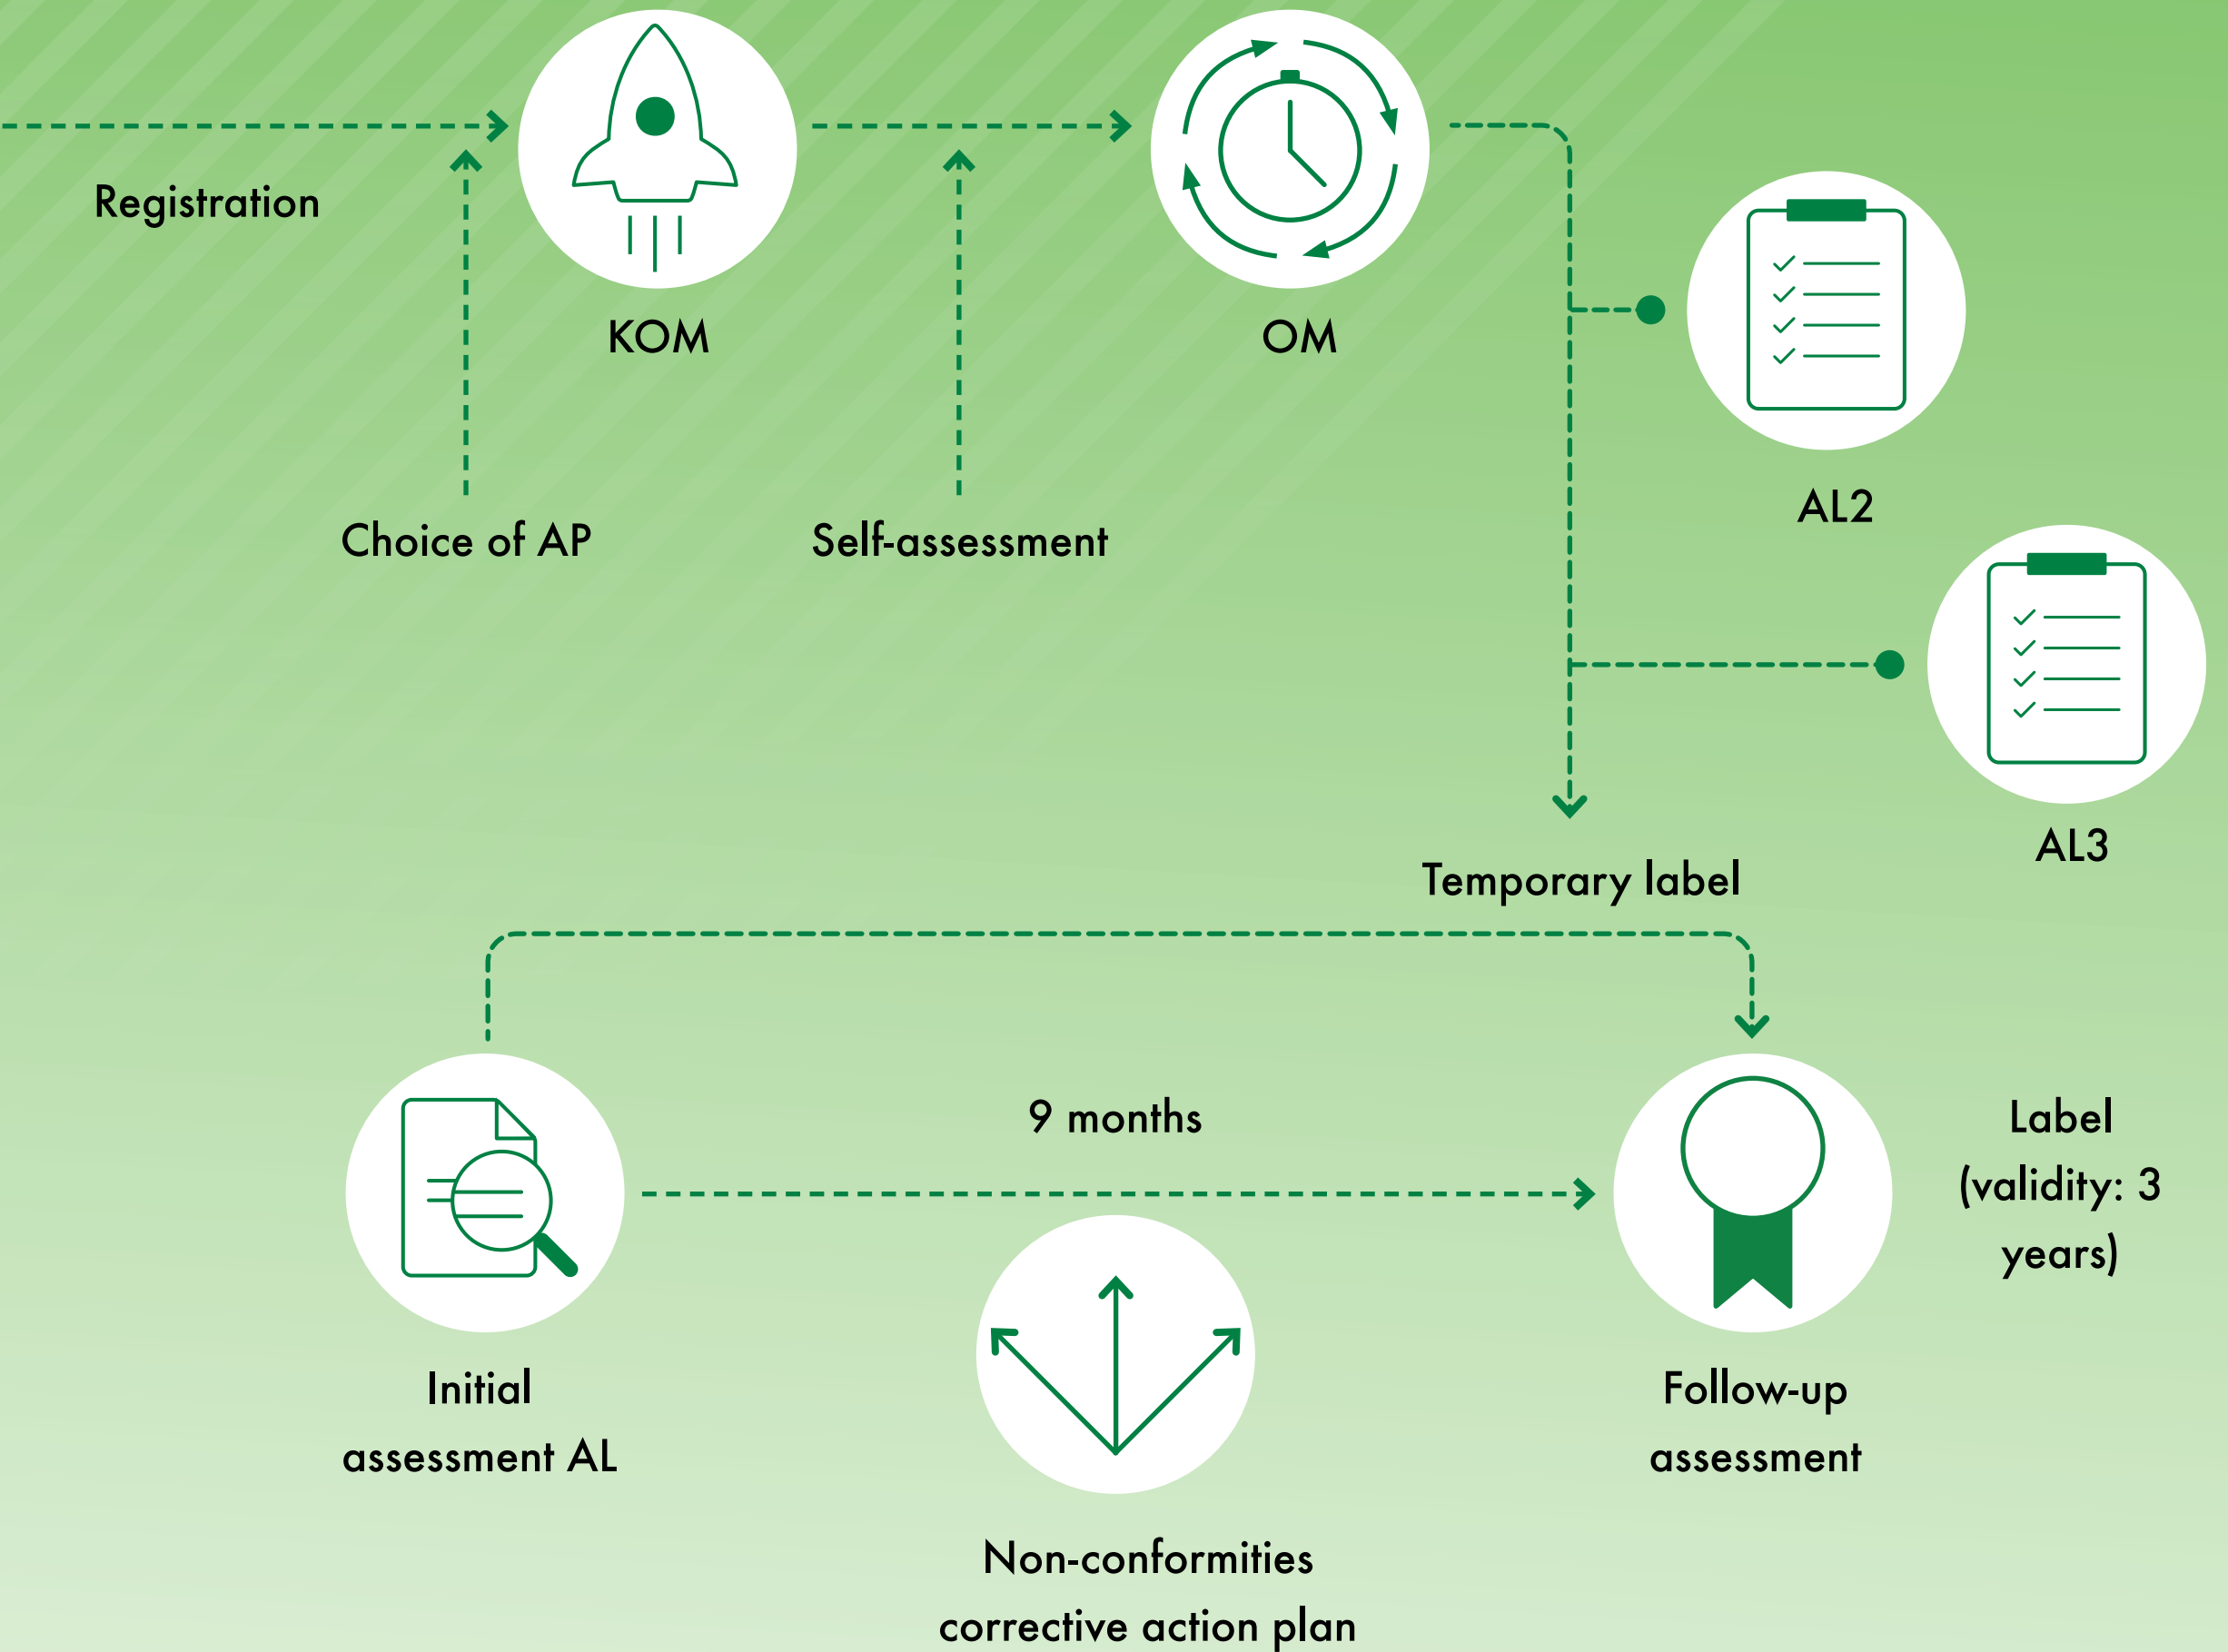 Registration
KOM
OM
AL2
Choice of AP
Self-assessment
AL3
Temporary label
9 months
Label
(validity: 3
years)
Initial
assessment AL
Follow-up
assessment
Non-conformities
corrective action plan